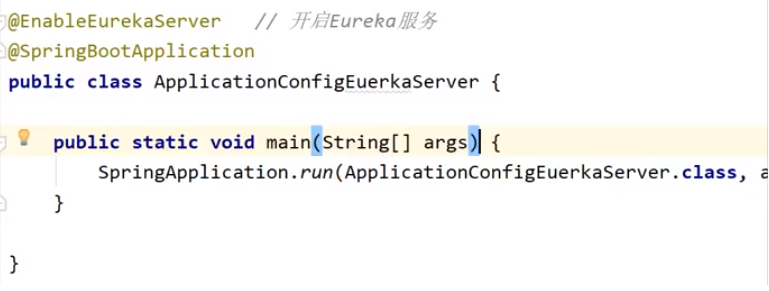 @EnableEurekaServer   // 开启Eureka服务
@SpringBootApplication
public class ApplicationConfigEuerkaServer {
    public static void main(String[] args) {
        SpringApplication.run(ApplicationConfigEuerkaServer.class,
    }
}